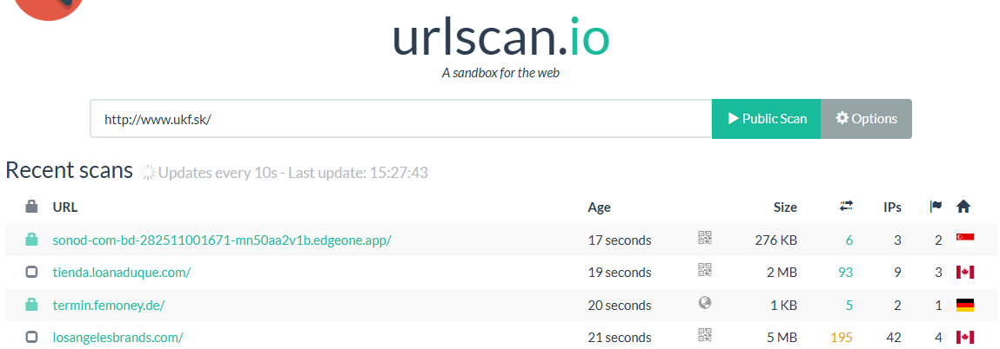 urlscan.io
A sandbox for the web
http://www.ukf.sk/ Public Scan Options
Recent scans Updates every 10s - Last update: 15:27:43
URL Age Size IPs
sonod-com-bd-282511001671-mn50aa2v1b.edgeone.app/ 17 seconds 276 KB 6 3 2
tienda.loanaduque.com/ 19 seconds 2 MB 93 9 3
termin.femoney.de/ 20 seconds 1 KB 5 2 1
losangelesbrands.com/ 21 seconds 5 MB 195 42 4